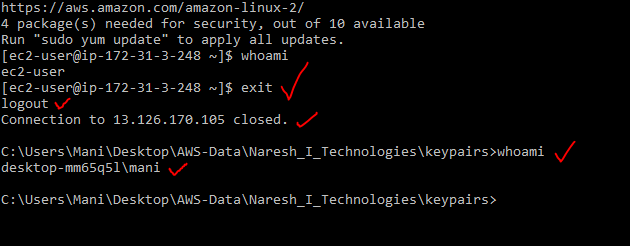 https://aws.amazon.com/amazon-linux-2/
4 package(s) needed for security, out of 10 available
Run "sudo yum update" to apply all updates.
[ec2-user@ip-172-31-3-248 ~]$ whoami
ec2-user
[ec2-user@ip-172-31-3-248 ~]$ exit
logout
Connection to 13.126.170.105 closed.
C:\Users\Mani\Desktop\AWS-Data\Naresh_I_Technologies\keypairs>whoami
desktop-mm65q5l\mani
C:\Users\Mani\Desktop\AWS-Data\Naresh_I_Technologies\keypairs>